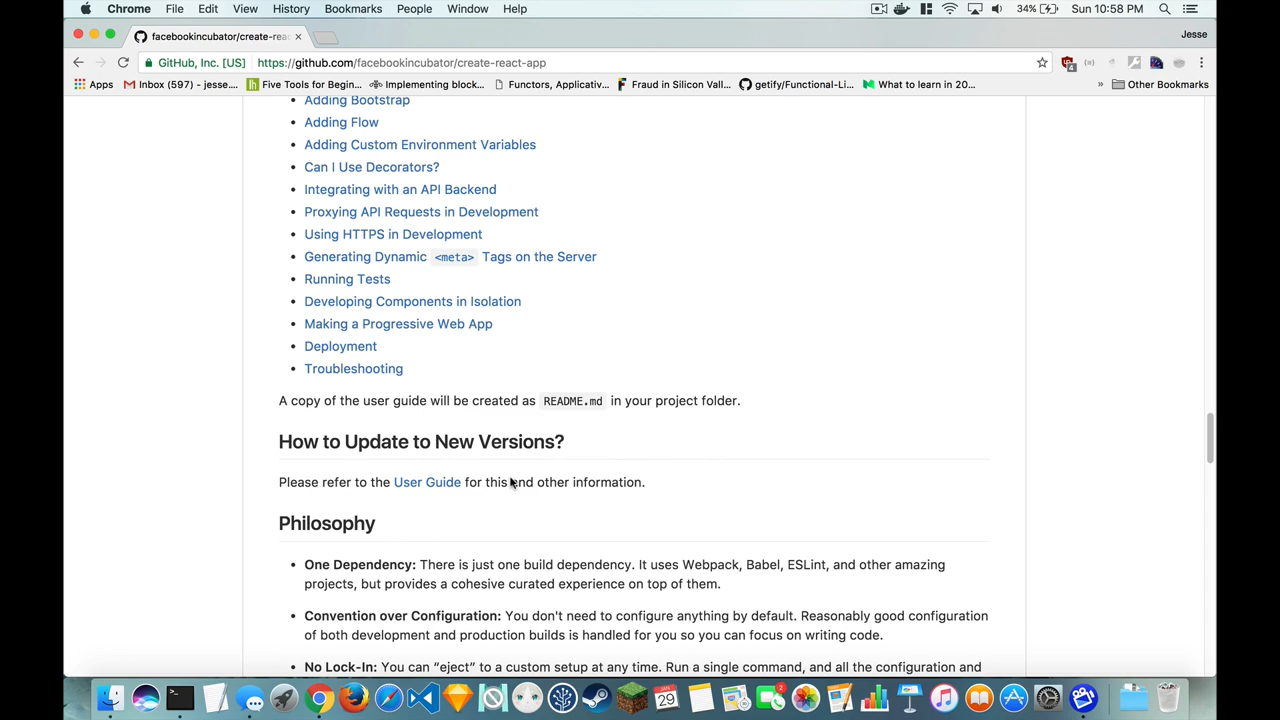 Chrome File Edit View History Bookmarks People Window Help 34% Sun 10:58 PM
facebookincubator/create-reac Jesse
GitHub, Inc. [US] https://github.com/facebookincubator/create-react-app 4
Apps Inbox (597) - jesse.... Five Tools for Begin... Implementing block... Functors, Applicativ... Fraud in Silicon Vall... getify/Functional-Li... What to learn in 20... » Other Bookmarks
Adding Bootstrap
Adding Flow
Adding Custom Environment Variables
Can I Use Decorators?
Integrating with an API Backend
Proxying API Requests in Development
Using HTTPS in Development
Generating Dynamic <meta> Tags on the Server
Running Tests
Developing Components in Isolation
Making a Progressive Web App
Deployment
Troubleshooting
A copy of the user guide will be created as README.md in your project folder.
How to Update to New Versions?
Please refer to the User Guide for this and other information.
Philosophy
One Dependency: There is just one build dependency. It uses Webpack, Babel, ESLint, and other amazing
projects, but provides a cohesive curated experience on top of them.
Convention over Configuration: You don't need to configure anything by default. Reasonably good configuration
of both development and production builds is handled for you so you can focus on writing code.
No Lock-In: You can “eject” to a custom setup at any time. Run a single command, and all the configuration and
JAN
29
2